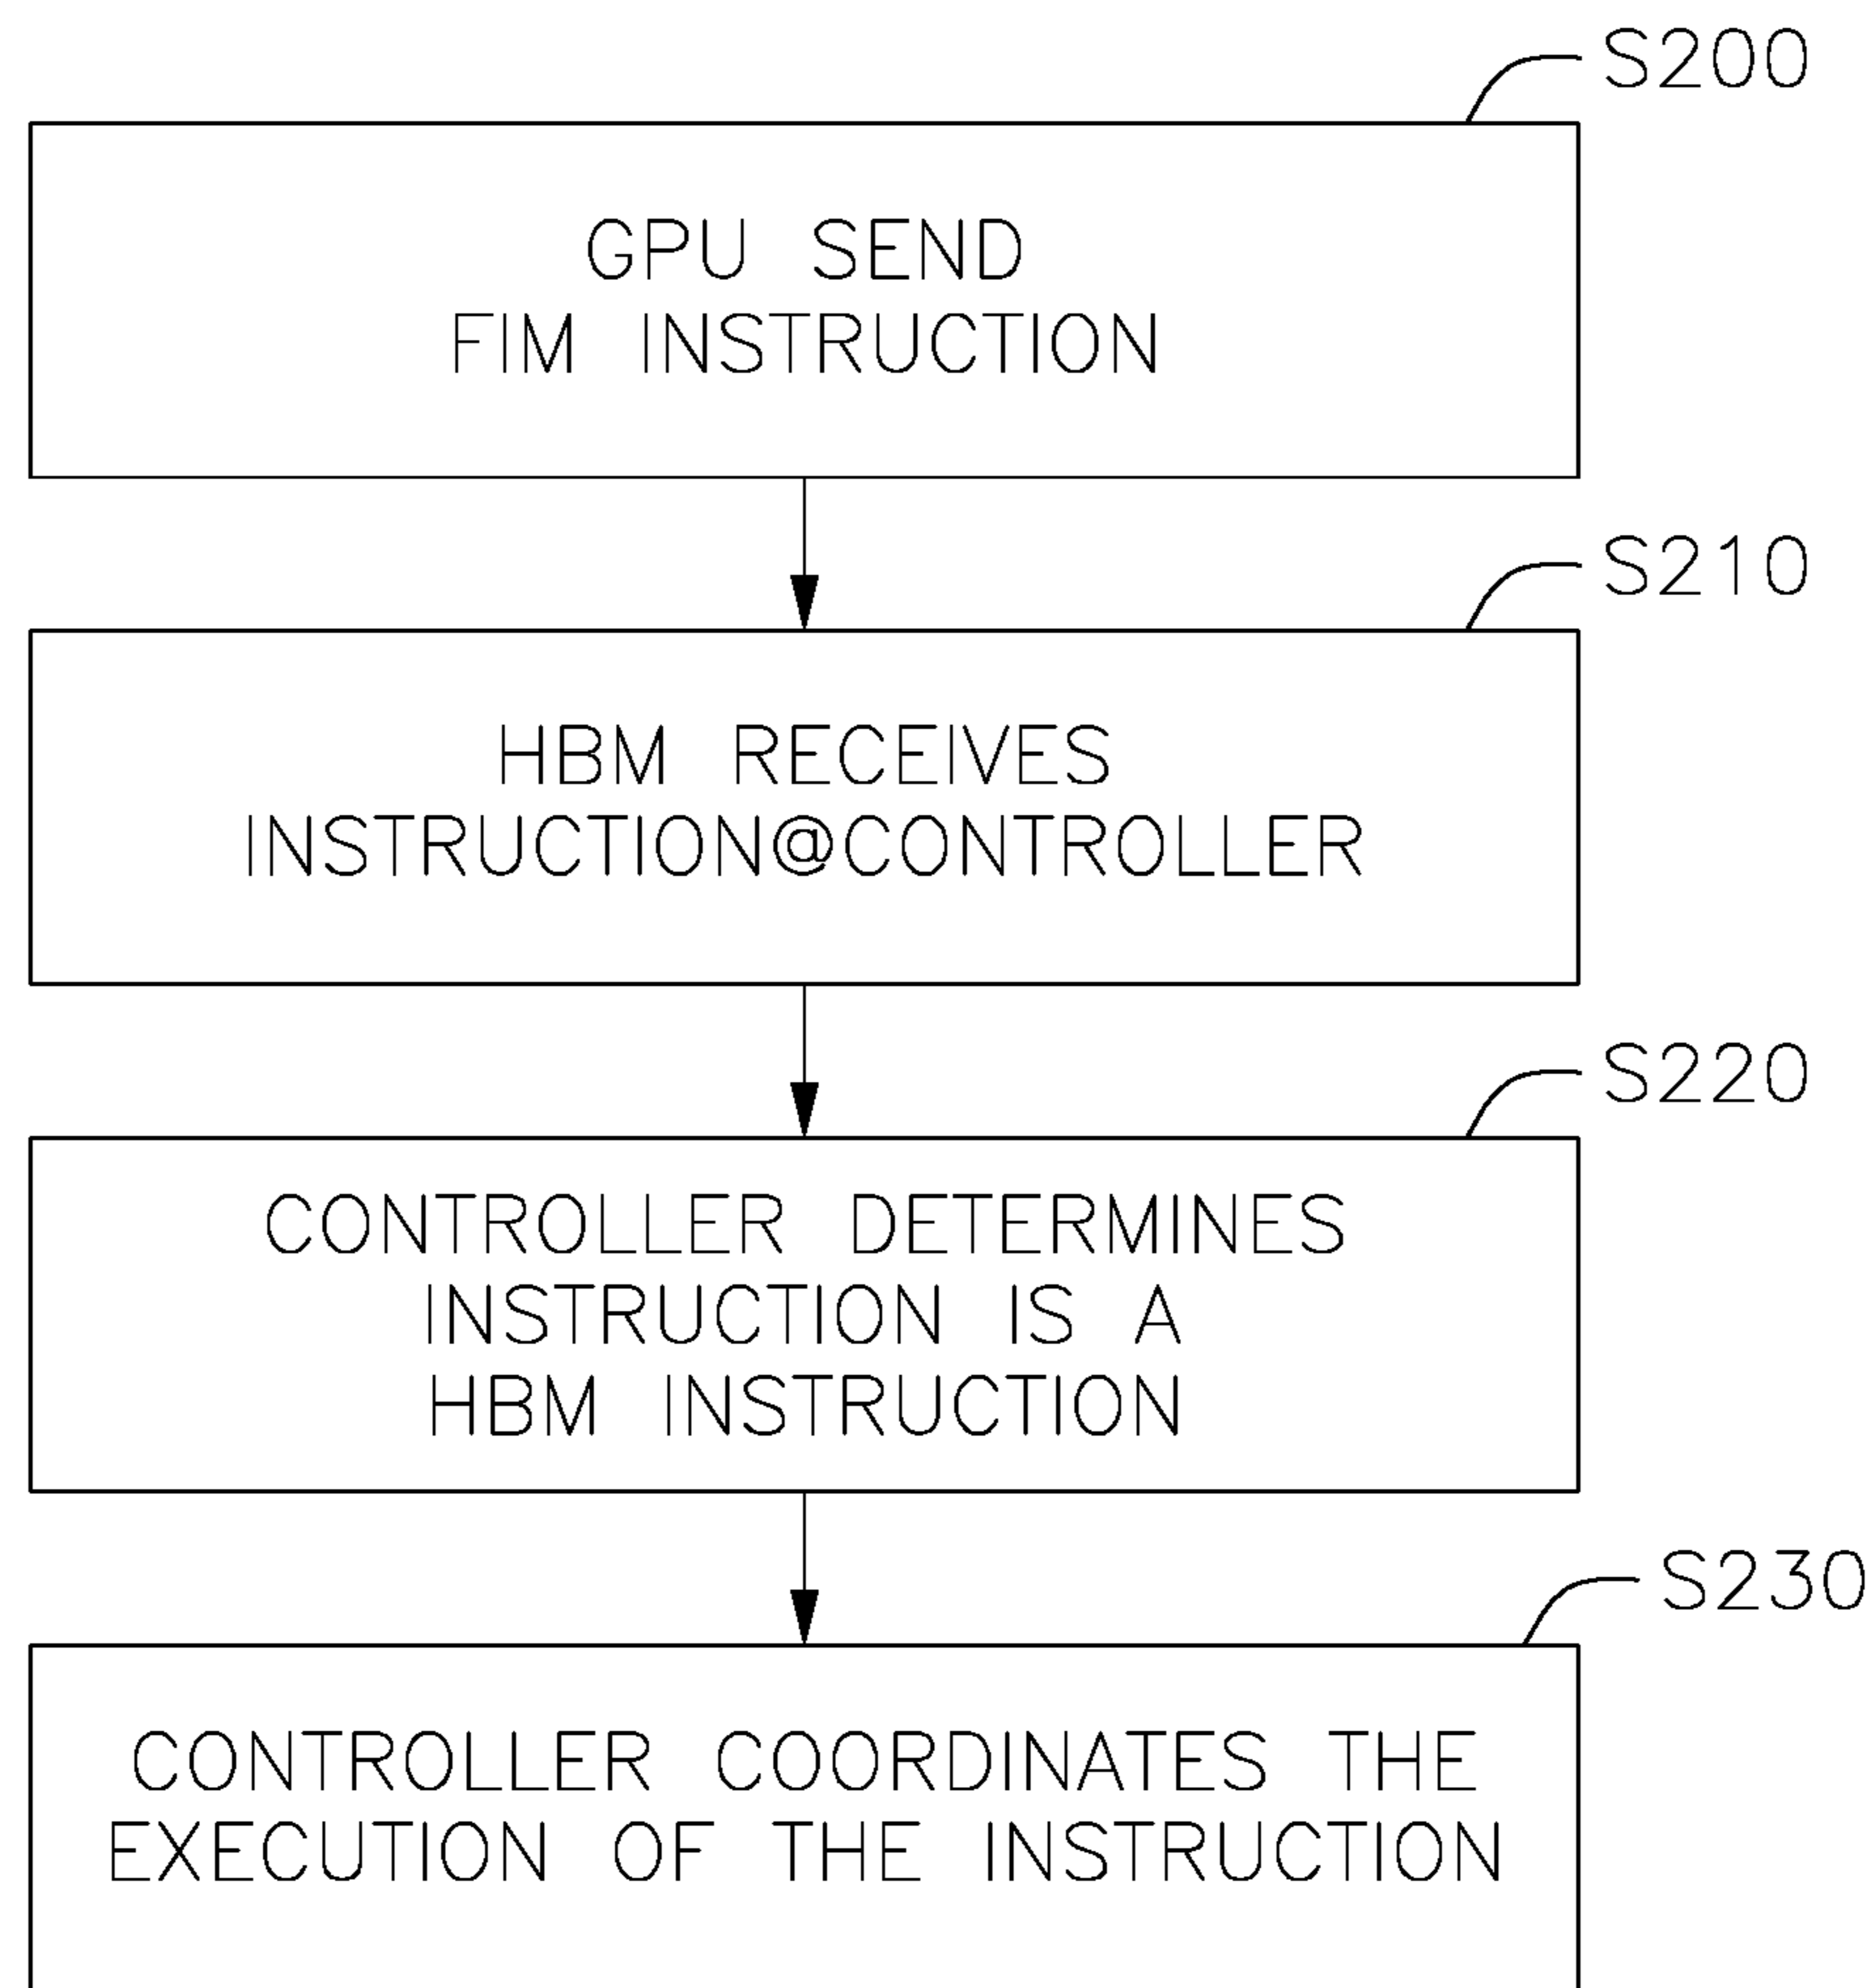 S200
GPU SEND
FIM INSTRUCTION
S210
HBM RECEIVES
INSTRUCTION@CONTROLLER
S220
CONTROLLER DETERMINES
INSTRUCTION IS A
HBM INSTRUCTION
S230
CONTROLLER COORDINATES THE
EXECUTION OF THE INSTRUCTION